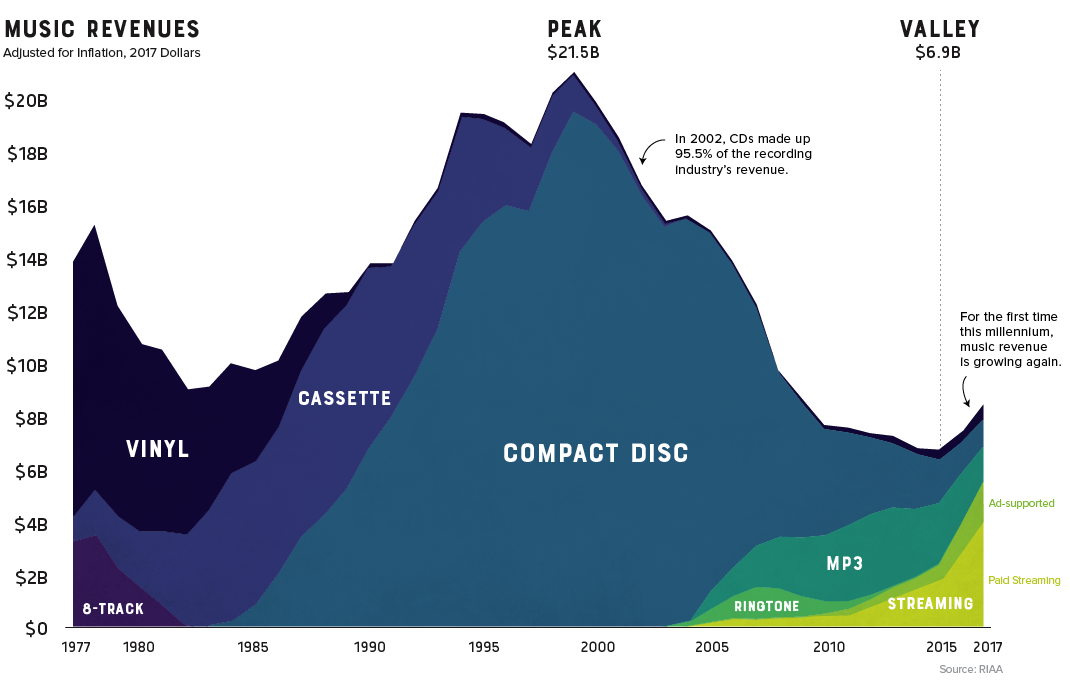 MUSIC REVENUES
Adjusted for Inflation, 2017 Dollars
PEAK
$21.5B
VALLEY
$6.9B
$20B
$18B
$16B
$14B
$12B
$10B
$8B
$6B
$4B
$2B
$0
In 2002, CDs made up
95.5% of the recording
industry's revenue.
For the first time
this millennium,
music revenue
is growing again.
VINYL
CASSETTE
COMPACT DISC
8-TRACK
MP3
RINGTONE
STREAMING
Ad-supported
Paid Streaming
1977
1980
1985
1990
1995
2000
2005
2010
2015
2017
Source: RIAA